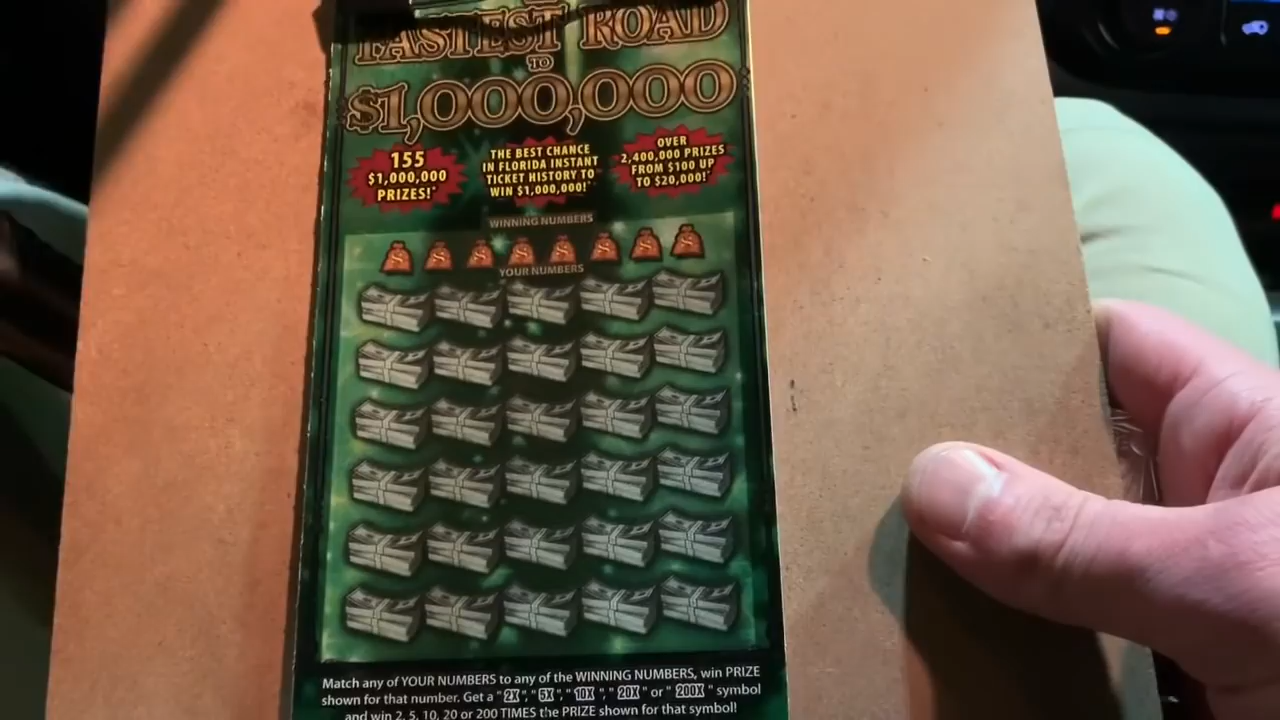 FASTEST ROAD
TO
$1,000,000
155
$1,000,000
PRIZES!*
THE BEST CHANCE
IN FLORIDA INSTANT
TICKET HISTORY TO
WIN $1,000,000!*
OVER
2,400,000 PRIZES
FROM $100 UP
TO $20,000!*
WINNING NUMBERS
YOUR NUMBERS
Match any of YOUR NUMBERS to any of the WINNING NUMBERS, win PRIZE
shown for that number. Get a "2X", "5X", "10X", "20X" or "200X" symbol
and win 2, 5, 10, 20 or 200 TIMES the PRIZE shown for that symbol!